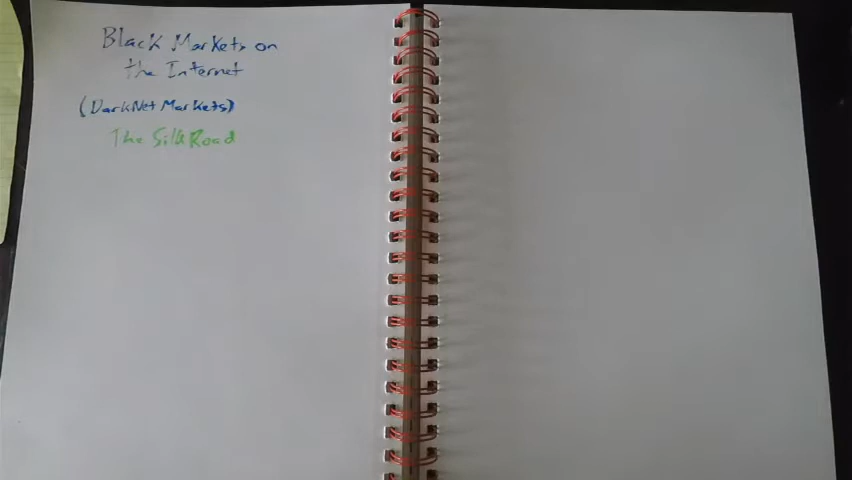 Black Markets on
the Internet
(DarkNet Markets)
The Silk Road